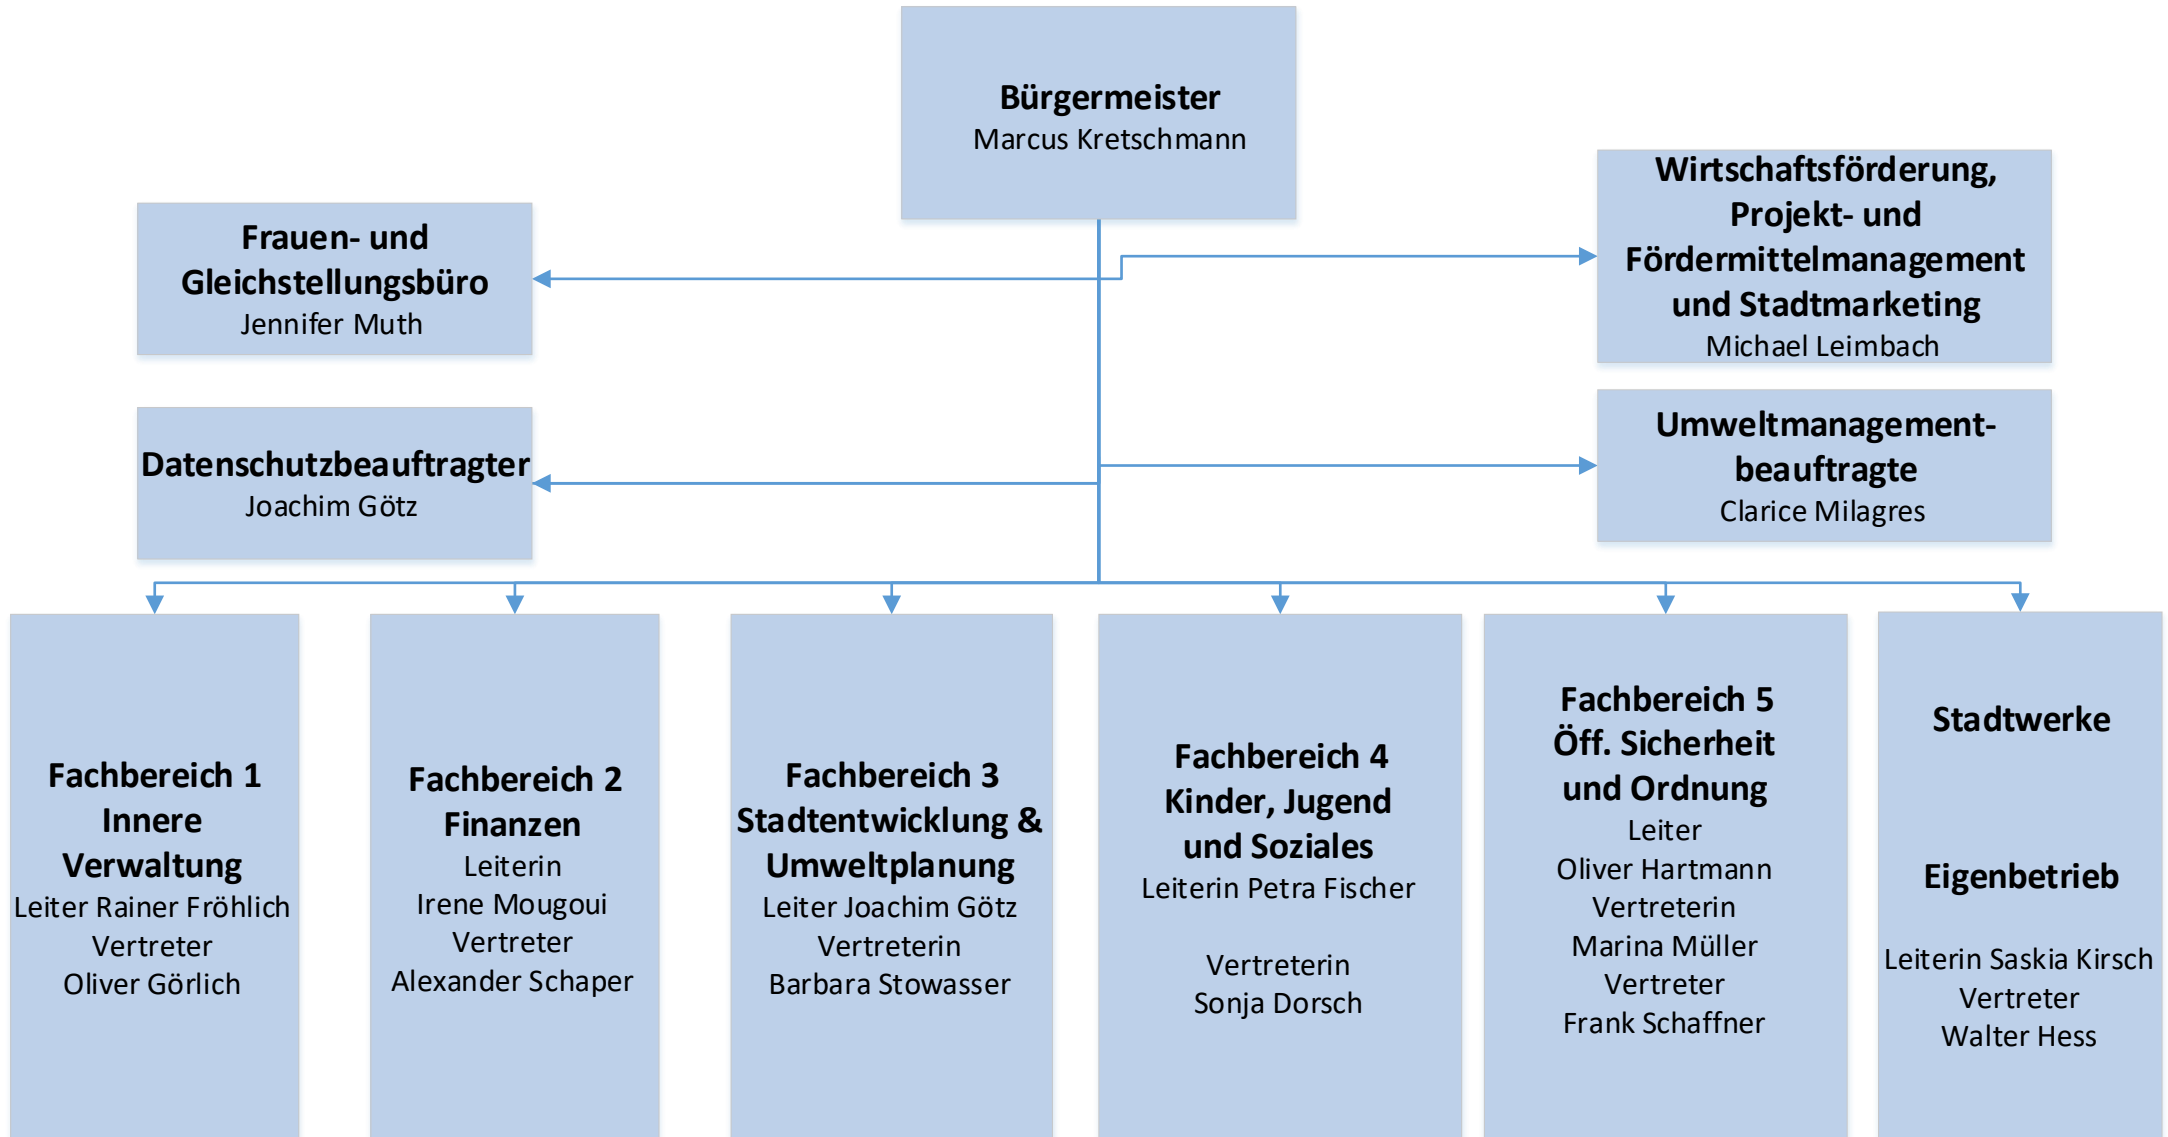 Bürgermeister
Marcus Kretschmann
Wirtschaftsförderung,
Projekt- und
Fördermittelmanagement
und Stadtmarketing
Michael Leimbach
Frauen- und
Gleichstellungsbüro
Jennifer Muth
Datenschutzbeauftragter
Joachim Götz
Umweltmanagement-
beauftragte
Clarice Milagres
Fachbereich 1
Innere
Verwaltung
Leiter Rainer Fröhlich
Vertreter
Oliver Görlich
Fachbereich 2
Finanzen
Leiterin
Irene Mougoui
Vertreter
Alexander Schaper
Fachbereich 3
Stadtentwicklung &
Umweltplanung
Leiter Joachim Götz
Vertreterin
Barbara Stowasser
Fachbereich 4
Kinder, Jugend
und Soziales
Leiterin Petra Fischer
Vertreterin
Sonja Dorsch
Fachbereich 5
Öff. Sicherheit
und Ordnung
Leiter
Oliver Hartmann
Vertreterin
Marina Müller
Vertreter
Frank Schaffner
Stadtwerke
Eigenbetrieb
Leiterin Saskia Kirsch
Vertreter
Walter Hess